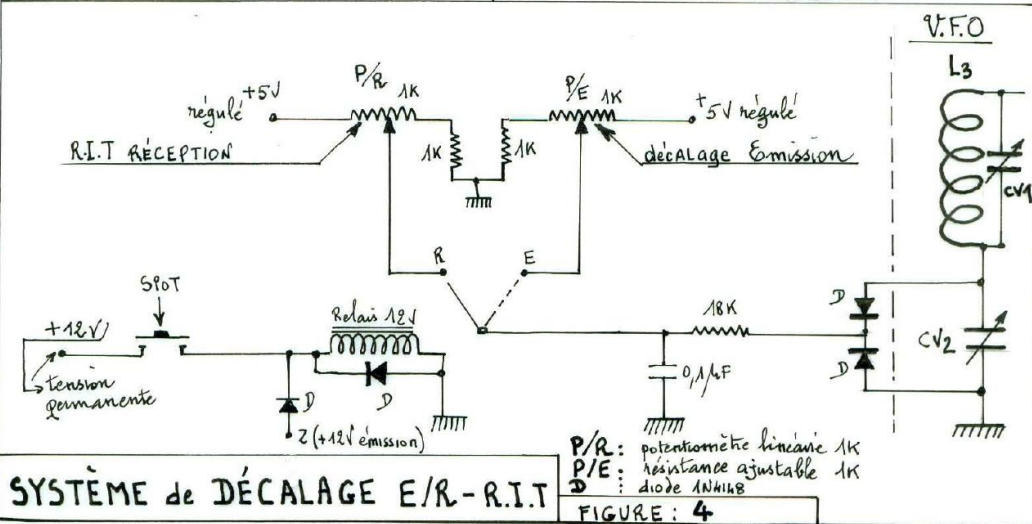 V.F.O
L3
P/R 1K
P/E 1K
régulé +5V
+5V régulé
R.I.T RÉCEPTION
1K
1K
décalage Emission
CV1
R
E
SPOT
+12V
Relais 12V
18K
D
D
CV2
tension
permanente
D
D
0,1µF
Z (+12V émission)
P/R : potentiomètre linéaire 1K
P/E : résistance ajustable 1K
D : diode 1N4148
SYSTÈME de DÉCALAGE E/R-R.I.T
FIGURE : 4